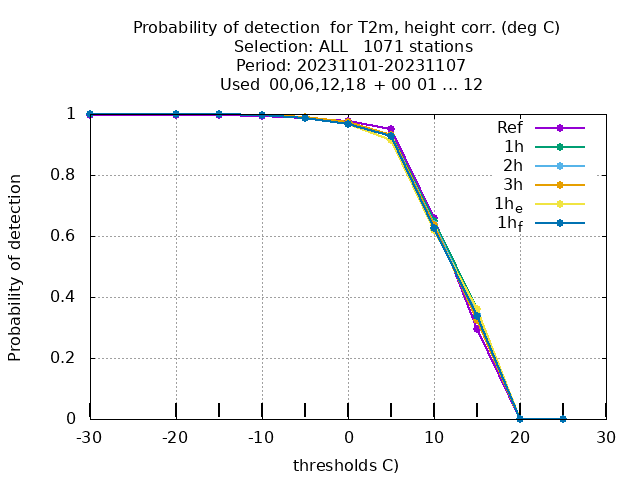 Probability of detection  for T2m, height corr. (deg C)
Selection: ALL   1071 stations
Period: 20231101-20231107
Used  00,06,12,18  + 00 01 ... 12
Probability of detection
1
0.8
0.6
0.4
0.2
0
Ref
1h
2h
3h
1h_e
1h_f
-30 -20 -10 0 10 20 30
thresholds C)